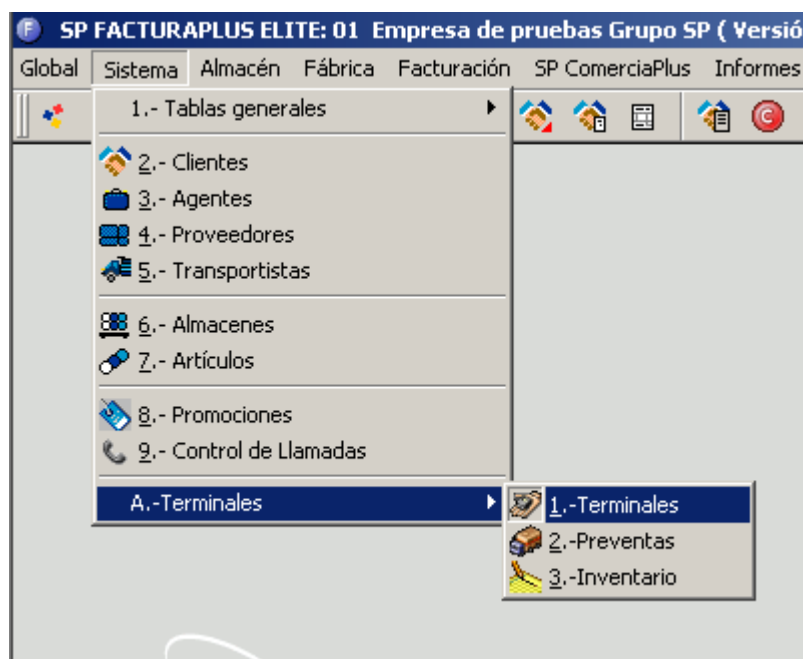 SP FACTURAPLUS ELITE: 01 Empresa de pruebas Grupo SP ( Versió
Global Sistema Almacén Fábrica Facturación SP ComerciaPlus Informes
1.- Tablas generales
2.- Clientes
3.- Agentes
4.- Proveedores
5.- Transportistas
6.- Almacenes
7.- Artículos
8.- Promociones
9.- Control de Llamadas
A.-Terminales
1.-Terminales
2.-Preventas
3.-Inventario